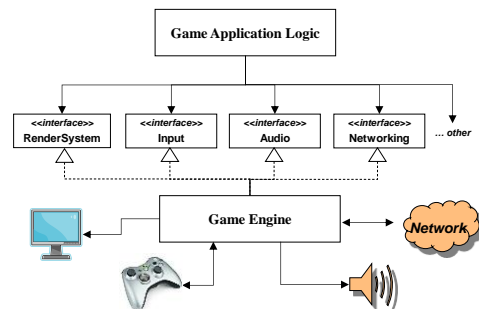 Game Application Logic
<<interface>>
RenderSystem
<<interface>>
Input
<<interface>>
Audio
<<interface>>
Networking
... other
Game Engine
Network